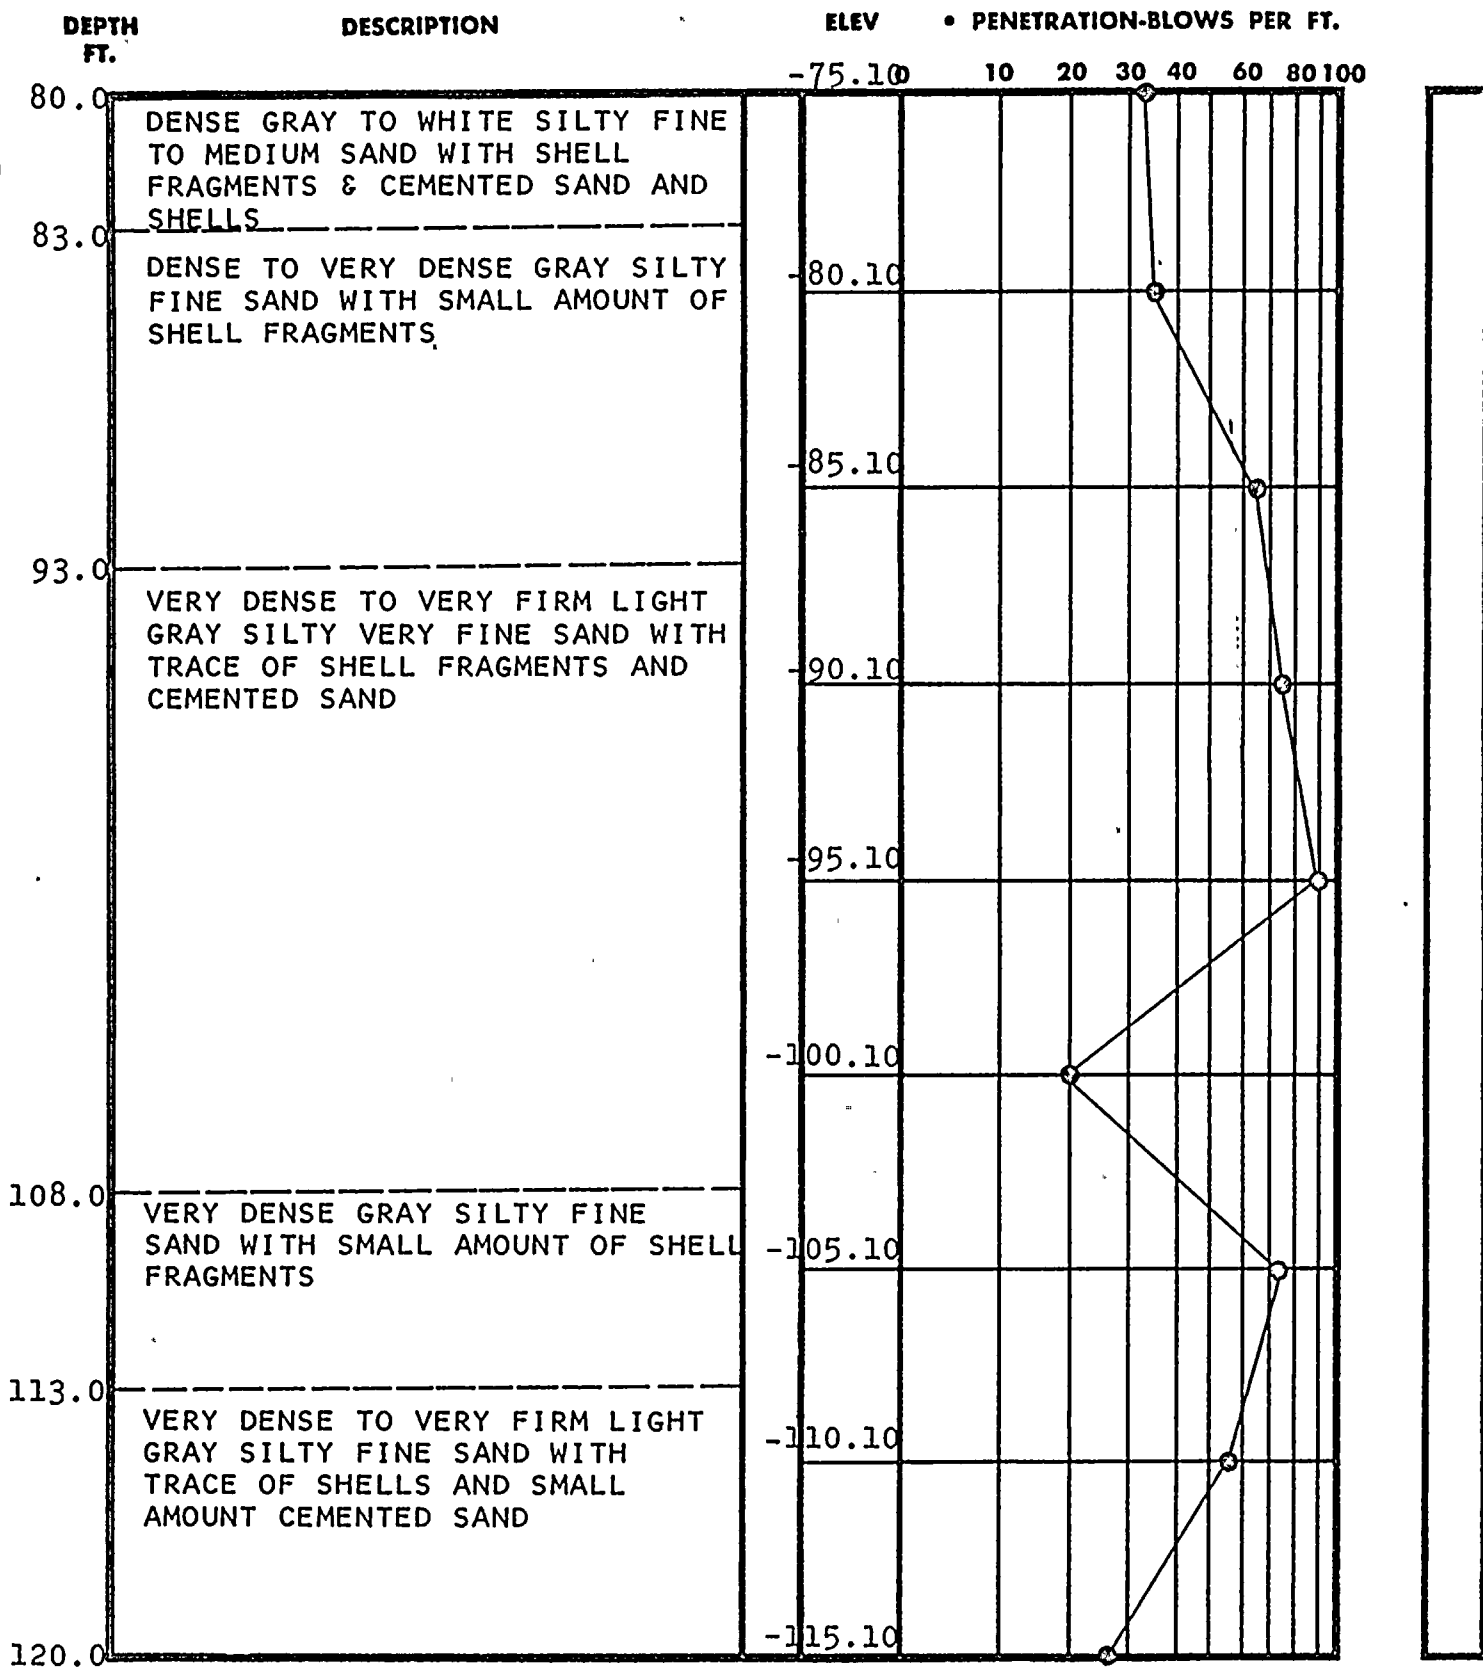 DEPTH FT. DESCRIPTION ELEV • PENETRATION-BLOWS PER FT.
-75.10 0 10 20 30 40 60 80 100
80.0
DENSE GRAY TO WHITE SILTY FINE
TO MEDIUM SAND WITH SHELL
FRAGMENTS & CEMENTED SAND AND
SHELLS
83.0
DENSE TO VERY DENSE GRAY SILTY
FINE SAND WITH SMALL AMOUNT OF
SHELL FRAGMENTS
-80.10
-85.10
93.0
VERY DENSE TO VERY FIRM LIGHT
GRAY SILTY VERY FINE SAND WITH
TRACE OF SHELL FRAGMENTS AND
CEMENTED SAND
-90.10
-95.10
-100.10
108.0
VERY DENSE GRAY SILTY FINE
SAND WITH SMALL AMOUNT OF SHELL
FRAGMENTS
-105.10
113.0
VERY DENSE TO VERY FIRM LIGHT
GRAY SILTY FINE SAND WITH
TRACE OF SHELLS AND SMALL
AMOUNT CEMENTED SAND
-110.10
-115.10
120.0